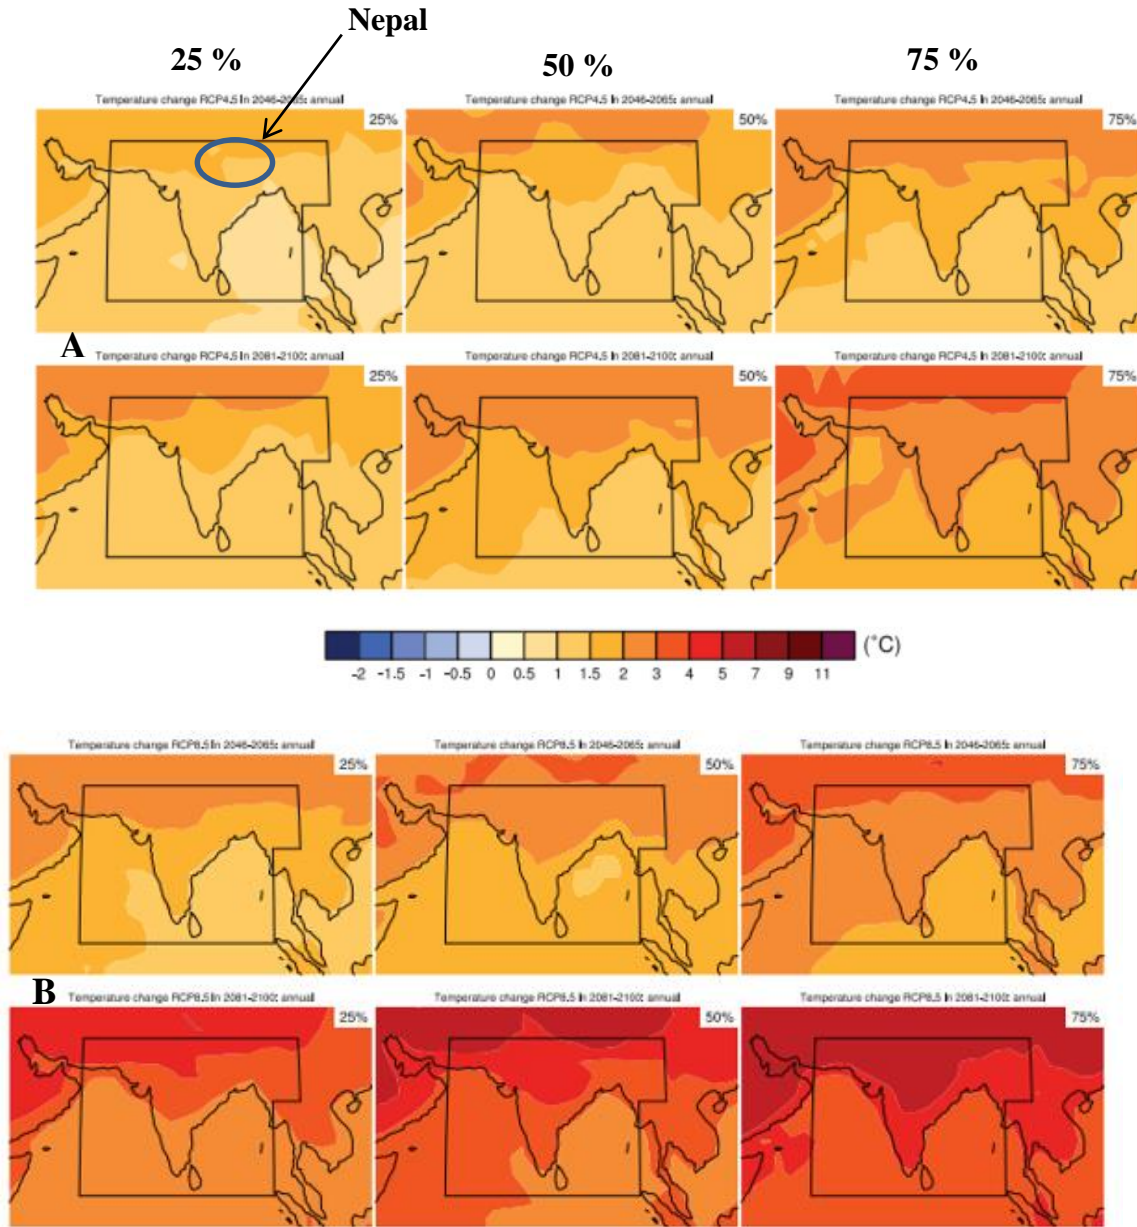 Nepal
25 % 50 % 75 %
Temperature change RCP4.5 in 2046-2065: annual Temperature change RCP4.5 in 2046-2065: annual Temperature change RCP4.5 in 2046-2065: annual
25% 50% 75%
A
Temperature change RCP4.5 in 2081-2100: annual Temperature change RCP4.5 in 2081-2100: annual Temperature change RCP4.5 in 2081-2100: annual
25% 50% 75%
(°C)
-2 -1.5 -1 -0.5 0 0.5 1 1.5 2 3 4 5 7 9 11
Temperature change RCP8.5 in 2046-2065: annual Temperature change RCP8.5 in 2046-2065: annual Temperature change RCP8.5 in 2046-2065: annual
25% 50% 75%
B
Temperature change RCP8.5 in 2081-2100: annual Temperature change RCP8.5 in 2081-2100: annual Temperature change RCP8.5 in 2081-2100: annual
25% 50% 75%